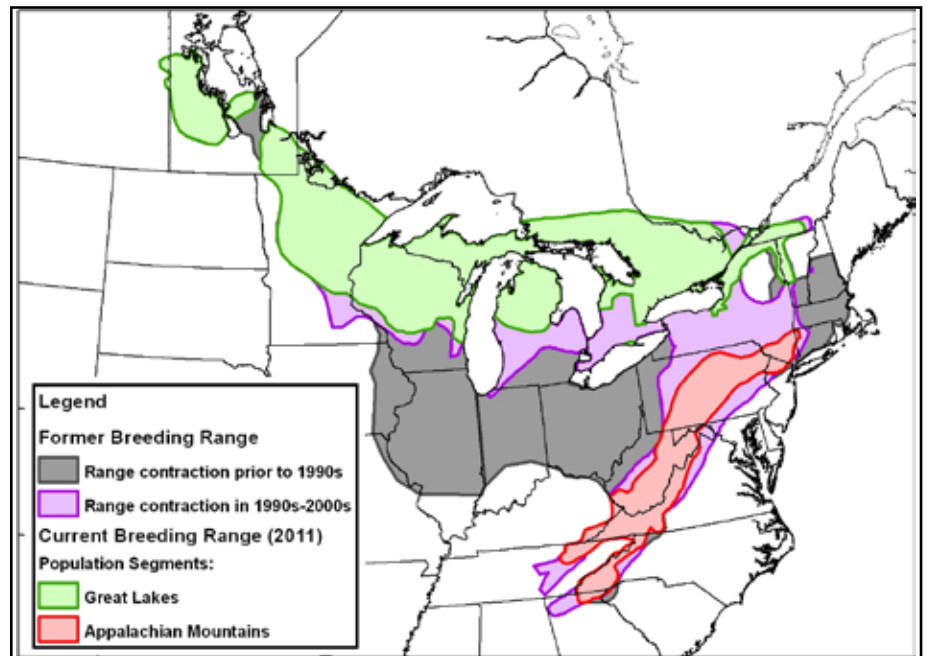 Legend
Former Breeding Range
Range contraction prior to 1990s
Range contraction in 1990s-2000s
Current Breeding Range (2011)
Population Segments:
Great Lakes
Appalachian Mountains